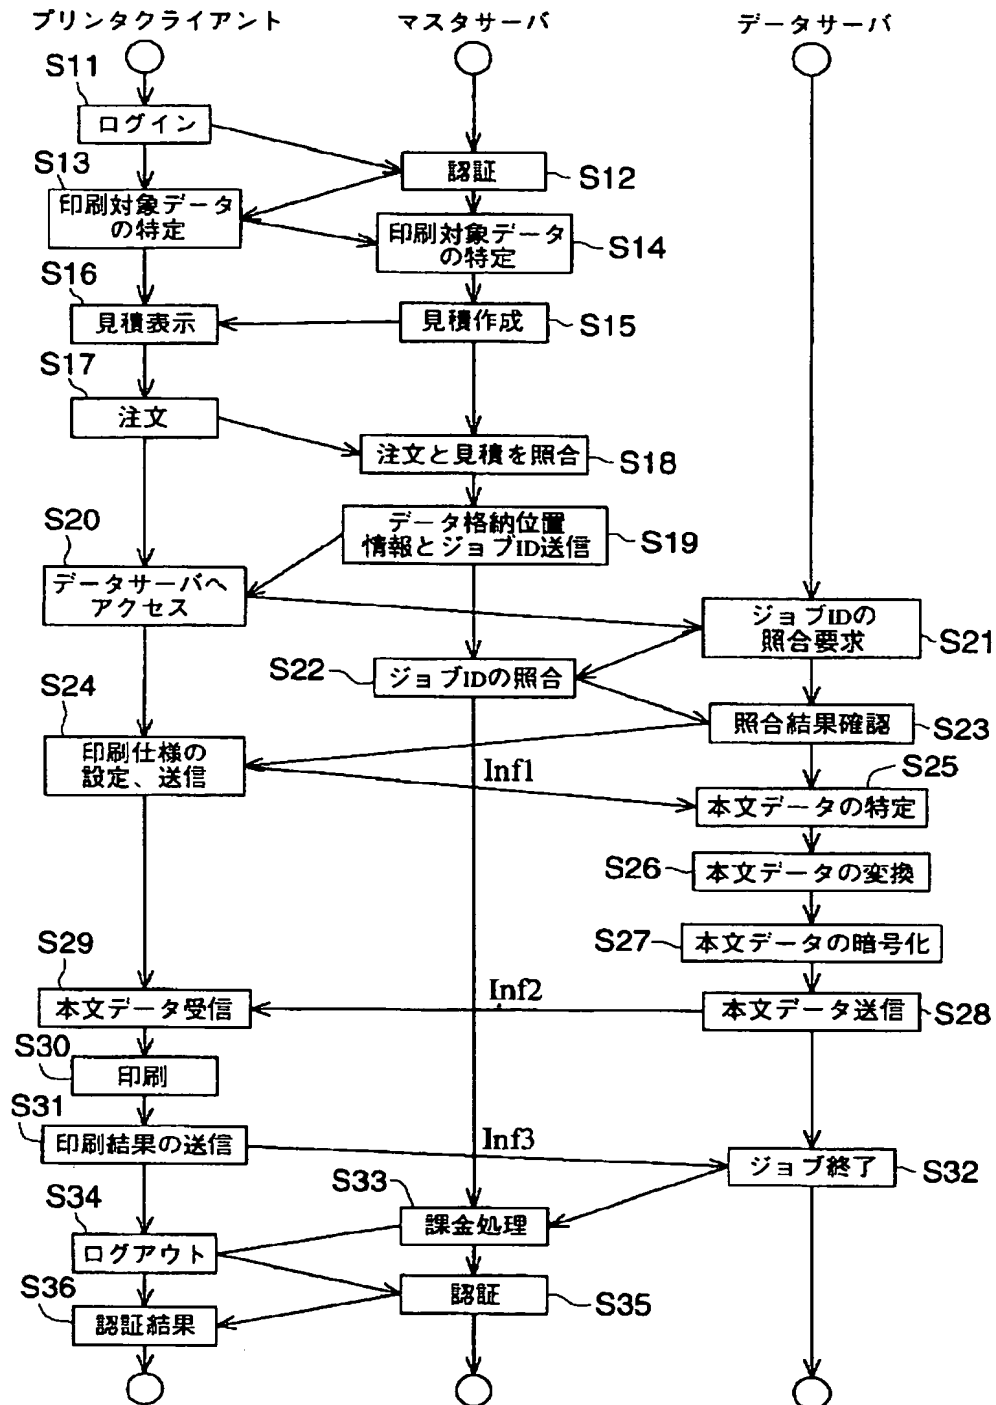 プリンタクライアント
マスタサーバ
データサーバ
S11
ログイン
S13
認証
S12
印刷対象データ
の特定
印刷対象データ
の特定
S14
S16
見積表示
見積作成
S15
S17
注文
注文と見積を照合
S18
S20
データ格納位置
情報とジョブID送信
S19
データサーバへ
アクセス
ジョブIDの
照合要求
S21
S22
ジョブIDの照合
S24
照合結果確認
S23
印刷仕様の
設定、送信
Inf1
S25
本文データの特定
S26
本文データの変換
S27
本文データの暗号化
S29
本文データ受信
Inf2
本文データ送信
S28
S30
印刷
S31
印刷結果の送信
Inf3
ジョブ終了
S32
S33
課金処理
S34
ログアウト
認証
S35
S36
認証結果